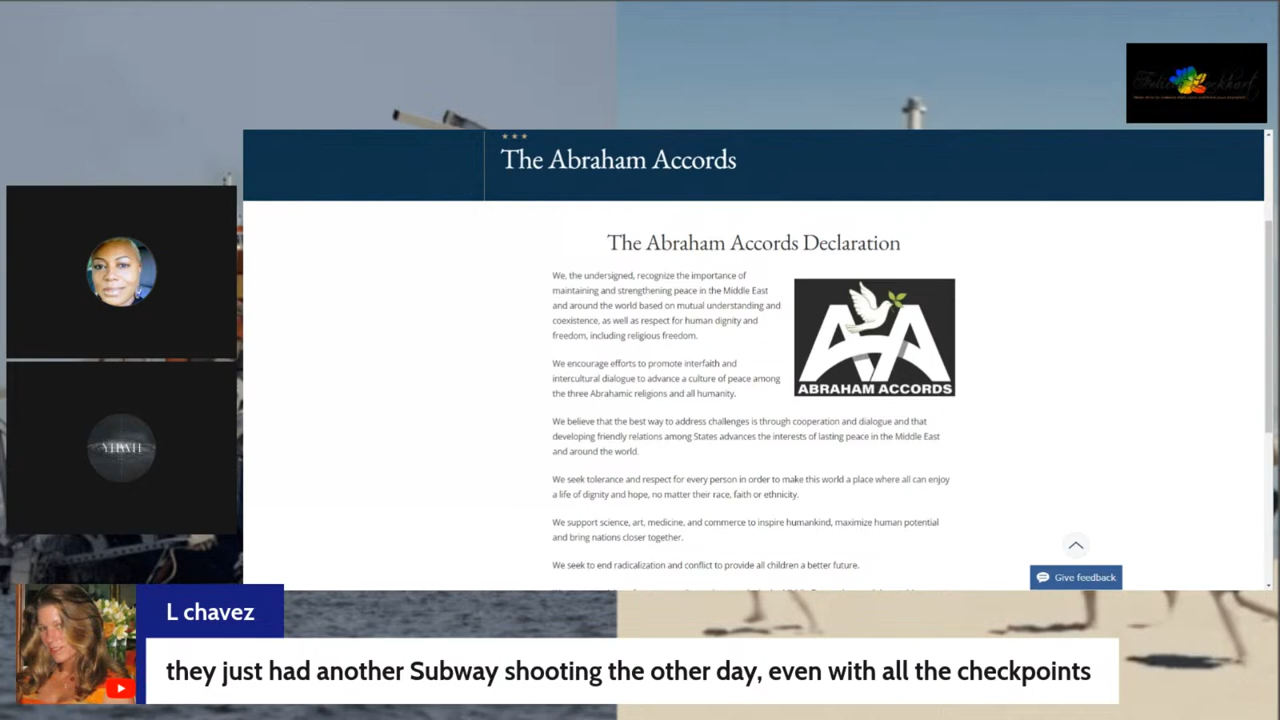 The Abraham Accords
The Abraham Accords Declaration
We, the undersigned, recognize the importance of
maintaining and strengthening peace in the Middle East
and around the world based on mutual understanding and
coexistence, as well as respect for human dignity and
freedom, including religious freedom.
We encourage efforts to promote interfaith and
intercultural dialogue to advance a culture of peace among
the three Abrahamic religions and all humanity.
AA
ABRAHAM ACCORDS
We believe that the best way to address challenges is through cooperation and dialogue and that
developing friendly relations among States advances the interests of lasting peace in the Middle East
and around the world.
We seek tolerance and respect for every person in order to make this world a place where all can enjoy
a life of dignity and hope, no matter their race, faith or ethnicity.
We support science, art, medicine, and commerce to inspire humankind, maximize human potential
and bring nations closer together.
We seek to end radicalization and conflict to provide all children a better future.
Give feedback
YHWH
L chavez
they just had another Subway shooting the other day, even with all the checkpoints